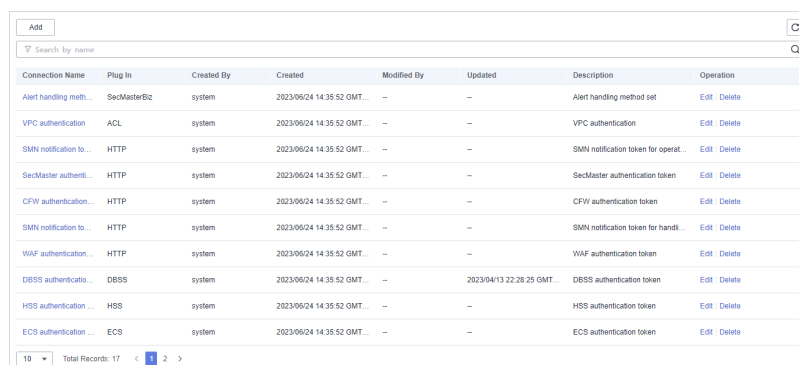 Add
Search by name
Connection Name Plug In Created By Created Modified By Updated Description Operation
Alert handling meth... SecMasterBiz system 2023/06/24 14:35:52 GMT... -- -- Alert handling method set Edit Delete
VPC authentication ACL system 2023/06/24 14:35:52 GMT... -- -- VPC authentication Edit Delete
SMN notification to... HTTP system 2023/06/24 14:35:52 GMT... -- -- SMN notification token for operat... Edit Delete
SecMaster authenti... HTTP system 2023/06/24 14:35:52 GMT... -- -- SecMaster authentication token Edit Delete
CFW authentication... HTTP system 2023/06/24 14:35:52 GMT... -- -- CFW authentication token Edit Delete
SMN notification to... HTTP system 2023/06/24 14:35:52 GMT... -- -- SMN notification token for handli... Edit Delete
WAF authentication... HTTP system 2023/06/24 14:35:52 GMT... -- -- WAF authentication token Edit Delete
DBSS authenticatio... DBSS system 2023/06/24 14:35:52 GMT... -- 2023/04/13 22:28:25 GMT... DBSS authentication token Edit Delete
HSS authentication ... HSS system 2023/06/24 14:35:52 GMT... -- -- HSS authentication token Edit Delete
ECS authentication ... ECS system 2023/06/24 14:35:52 GMT... -- -- ECS authentication token Edit Delete
10 Total Records: 17 < 1 2 >